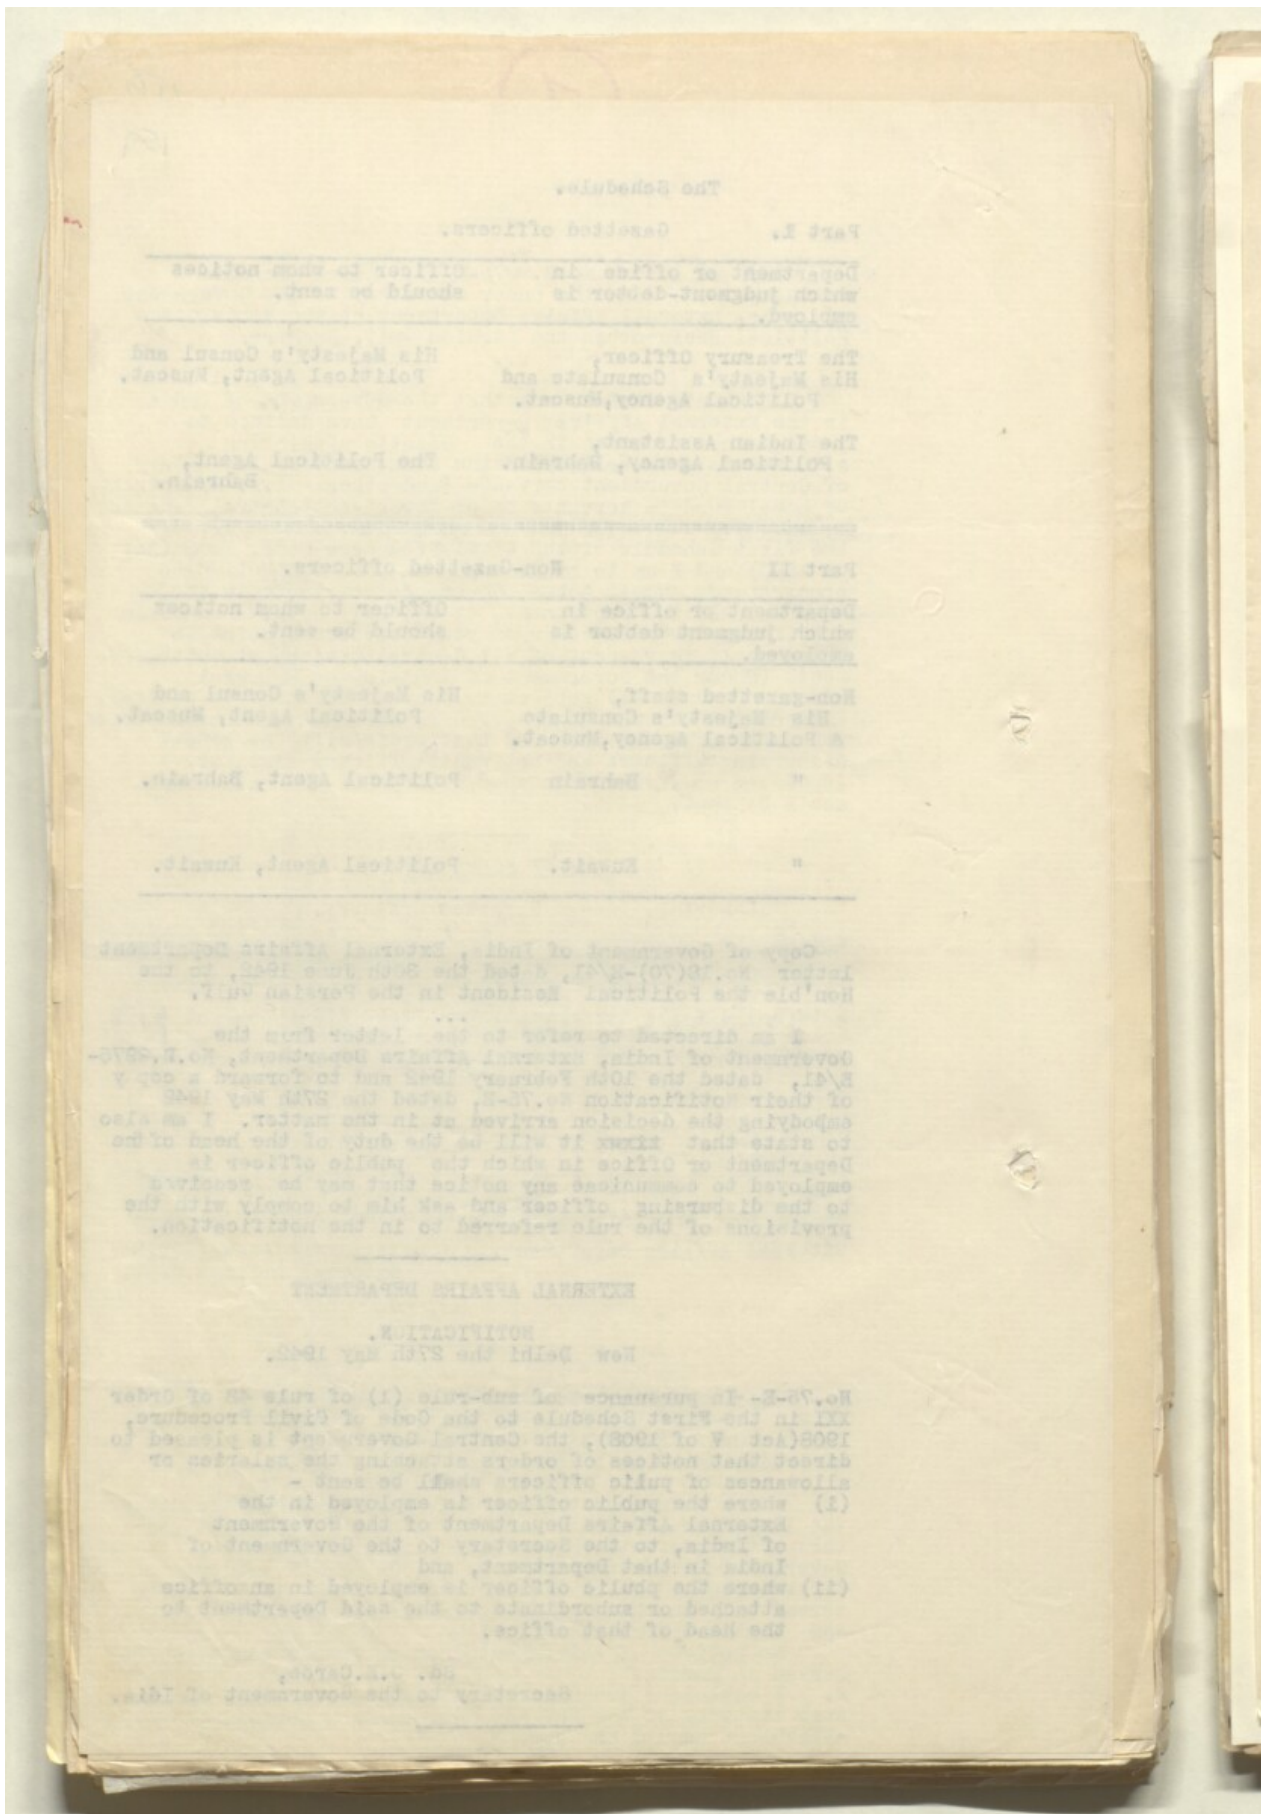 The Schedule.
Part I. Gazetted officers.
Department or office in Officer to whom notices
which judgment-debtor is should be sent.
employd.
The Treasury Officer, His Majesty's Consul and
His Majesty's Consulate and Political Agent, Muscat.
Political Agency,Muscat.
The Indian Assistant,
Political Agency, Bahrain. The Political Agent,
Bahrain.
Part II Non-Gazetted officers.
Department or office in Officer to whom notices
which judgment debtor is should be sent.
employed.
Non-gazetted staff, His Majesty's Consul and
His Majesty's Consulate Political Agent, Muscat.
& Political Agency,Muscat.
" Bahrain Political Agent, Bahrain.
" Kuwait. Political Agent, Kuwait.
Copy of Government of India, External Affairs Department
letter No.18(70)-E/41, dated the 30th June 1942, to the
Hon'ble the Political Resident in the Persian Gulf.
...
I am directed to refer to the letter from the
Government of India, External Affairs Department, No.D.2975-
E/41, dated the 10th February 1942 and to forward a copy
of their notification No.75-E, dated the 27th May 1942
empodying the decision arrived at in the matter. I am also
to state that it will be the duty of the head of the
Department or Office in which the public officer is
employed to communicae any notice that may be received
to the disbursing officer and ask him to comply with the
provisions of the rule referred to in the notification.
EXTERNAL AFFAIRS DEPARTMENT
NOTIFICATION.
New Delhi the 27th May 1942.
No.75-E- In pursuance of sub-rule (1) of rule 48 of Order
XXI in the First Schedule to the Code of Civil Procedure,
1908(Act V of 1908), the Central Government is pleased to
direct that notices of orders attaching the salaries or
allowances of pulic officers shall be sent -
(i) where the public officer is employed in the
External Affairs Department of the Government
of India, to the Secretary to the Government of
India in that Department, and
(ii) where the pbulic officer is employed in an office
attached or subordinate to the said Department to
the Head of that office.
Sd. Caroe,
Secretary to the Government of Idia.